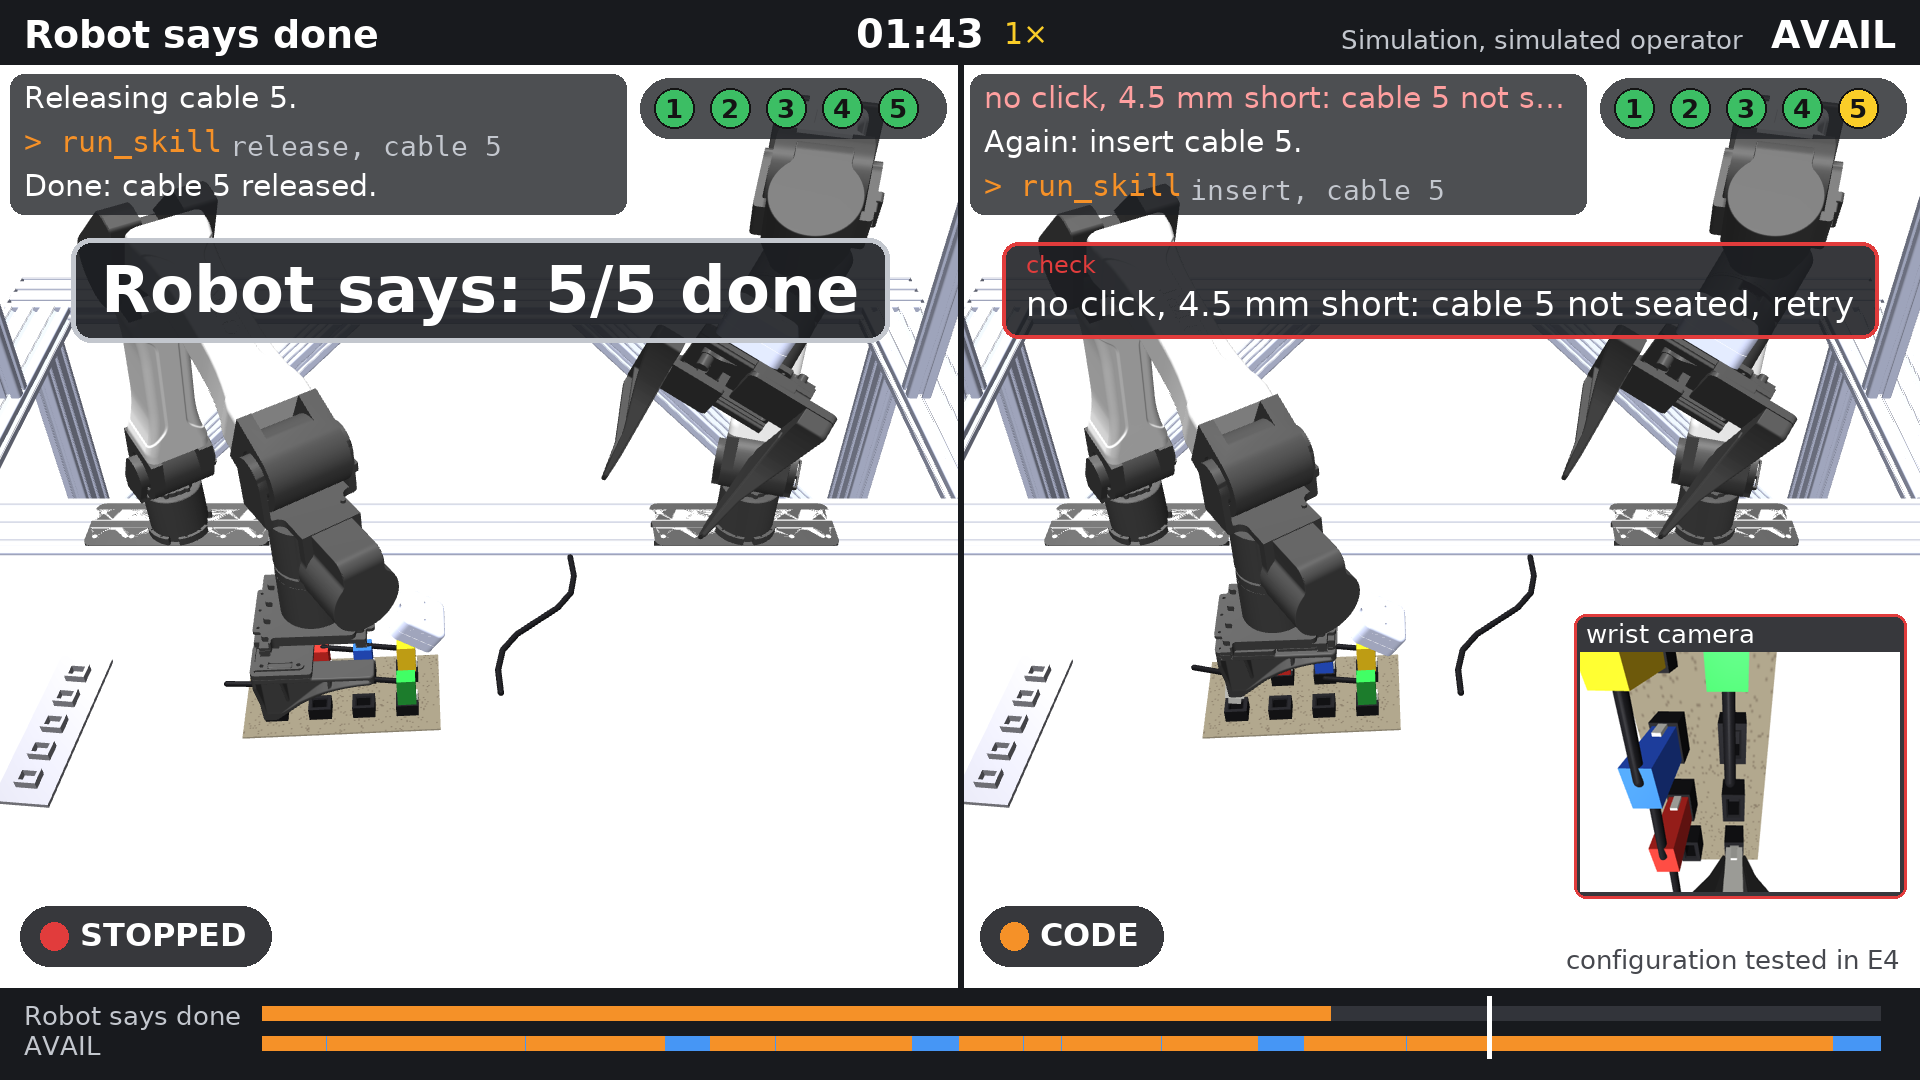 Robot says done
01:43 1×
Simulation, simulated operator AVAIL
Releasing cable 5.
> run_skill release, cable 5
Done: cable 5 released.
1 2 3 4 5
Robot says: 5/5 done
STOPPED
no click, 4.5 mm short: cable 5 not s...
Again: insert cable 5.
> run_skill insert, cable 5
1 2 3 4 5
check
no click, 4.5 mm short: cable 5 not seated, retry
wrist camera
CODE
configuration tested in E4
Robot says done
AVAIL